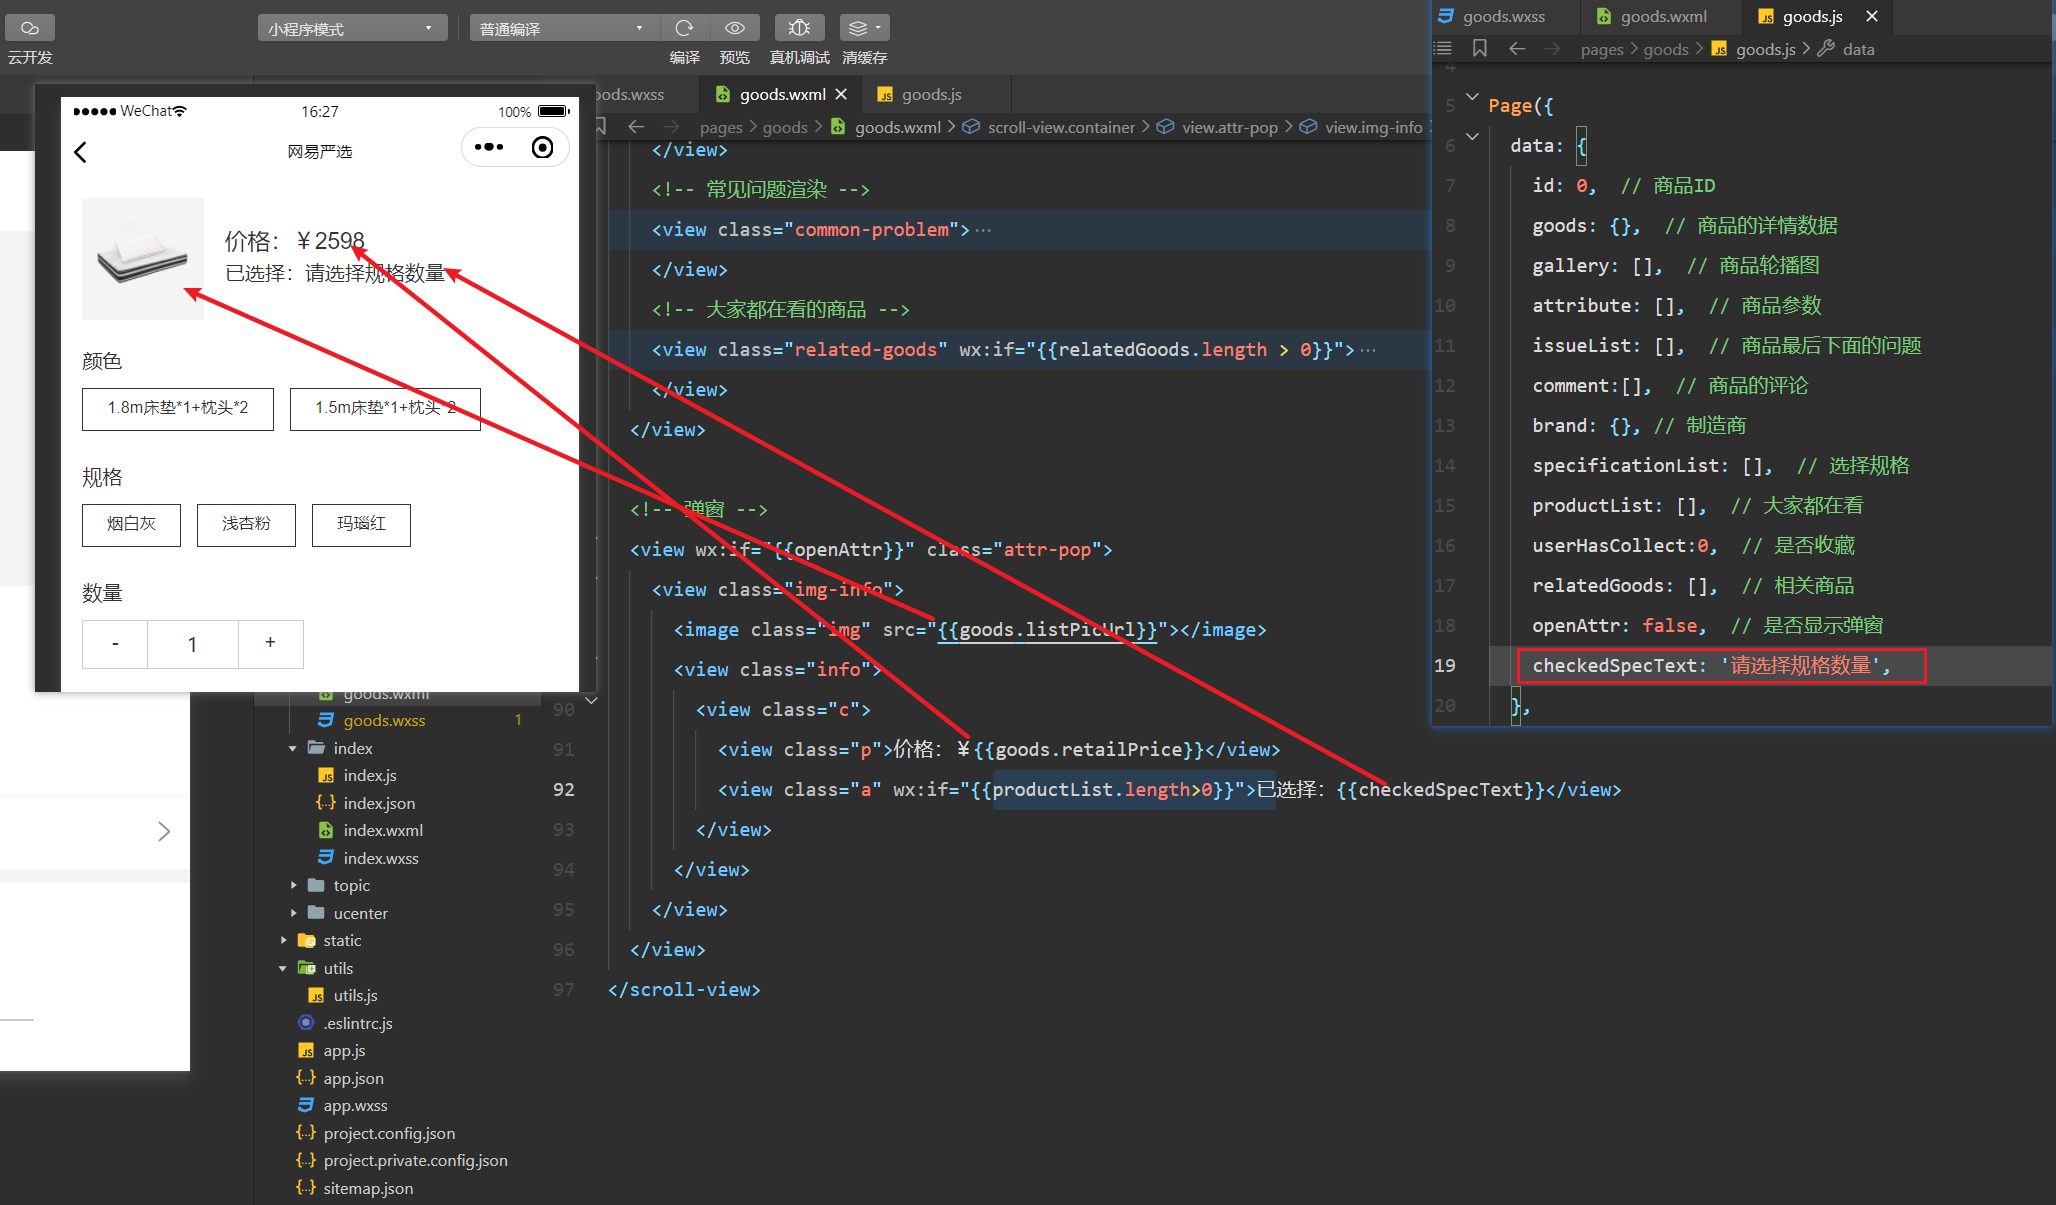 云开发
小程序模式
普通编译
编译
预览
真机调试
清缓存
●●●●● WeChat
16:27
100%
网易严选
价格：￥2598
已选择：请选择规格数量
颜色
1.8m床垫*1+枕头*2
1.5m床垫*1+枕头*2
规格
烟白灰
浅杏粉
玛瑙红
数量
-
1
+
goods.wxml
goods.wxss
1
index
index.js
index.json
index.wxml
index.wxss
topic
ucenter
static
utils
utils.js
.eslintrc.js
app.js
app.json
app.wxss
project.config.json
project.private.config.json
sitemap.json
oods.wxss
goods.wxml
goods.js
pages > goods > goods.wxml > scroll-view.container > view.attr-pop > view.img-info
</view>
<!-- 常见问题渲染 -->
<view class="common-problem">···
</view>
<!-- 大家都在看的商品 -->
<view class="related-goods" wx:if="{{relatedGoods.length > 0}}">···
</view>
</view>
<!-- 弹窗 -->
<view wx:if="{{openAttr}}" class="attr-pop">
<view class="img-info">
<image class="img" src="{{goods.listPicUrl}}"></image>
<view class="info">
90 <view class="c">
91 <view class="p">价格：￥{{goods.retailPrice}}</view>
92 <view class="a" wx:if="{{productList.length>0}}">已选择：{{checkedSpecText}}</view>
93 </view>
94 </view>
95 </view>
96 </view>
97 </scroll-view>
goods.wxss
goods.wxml
goods.js
pages > goods > goods.js > data
4
5 Page({
6 data: {
7 id: 0, // 商品ID
8 goods: {}, // 商品的详情数据
9 gallery: [], // 商品轮播图
10 attribute: [], // 商品参数
11 issueList: [], // 商品最后下面的问题
12 comment:[], // 商品的评论
13 brand: {}, // 制造商
14 specificationList: [], // 选择规格
15 productList: [], // 大家都在看
16 userHasCollect:0, // 是否收藏
17 relatedGoods: [], // 相关商品
18 openAttr: false, // 是否显示弹窗
19 checkedSpecText: '请选择规格数量',
20 },